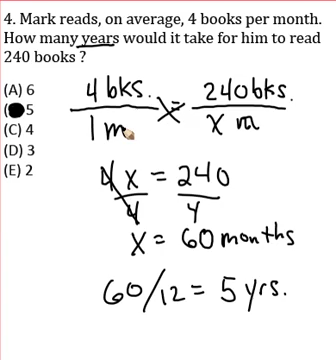 4. Mark reads, on average, 4 books per month.
How many years would it take for him to read
240 books ?
(A) 6
5
(C) 4
(D) 3
(E) 2
4 bks. = 240 bks.
1 m x m
4x = 240
4 4
x = 60 months
60/12 = 5 yrs.